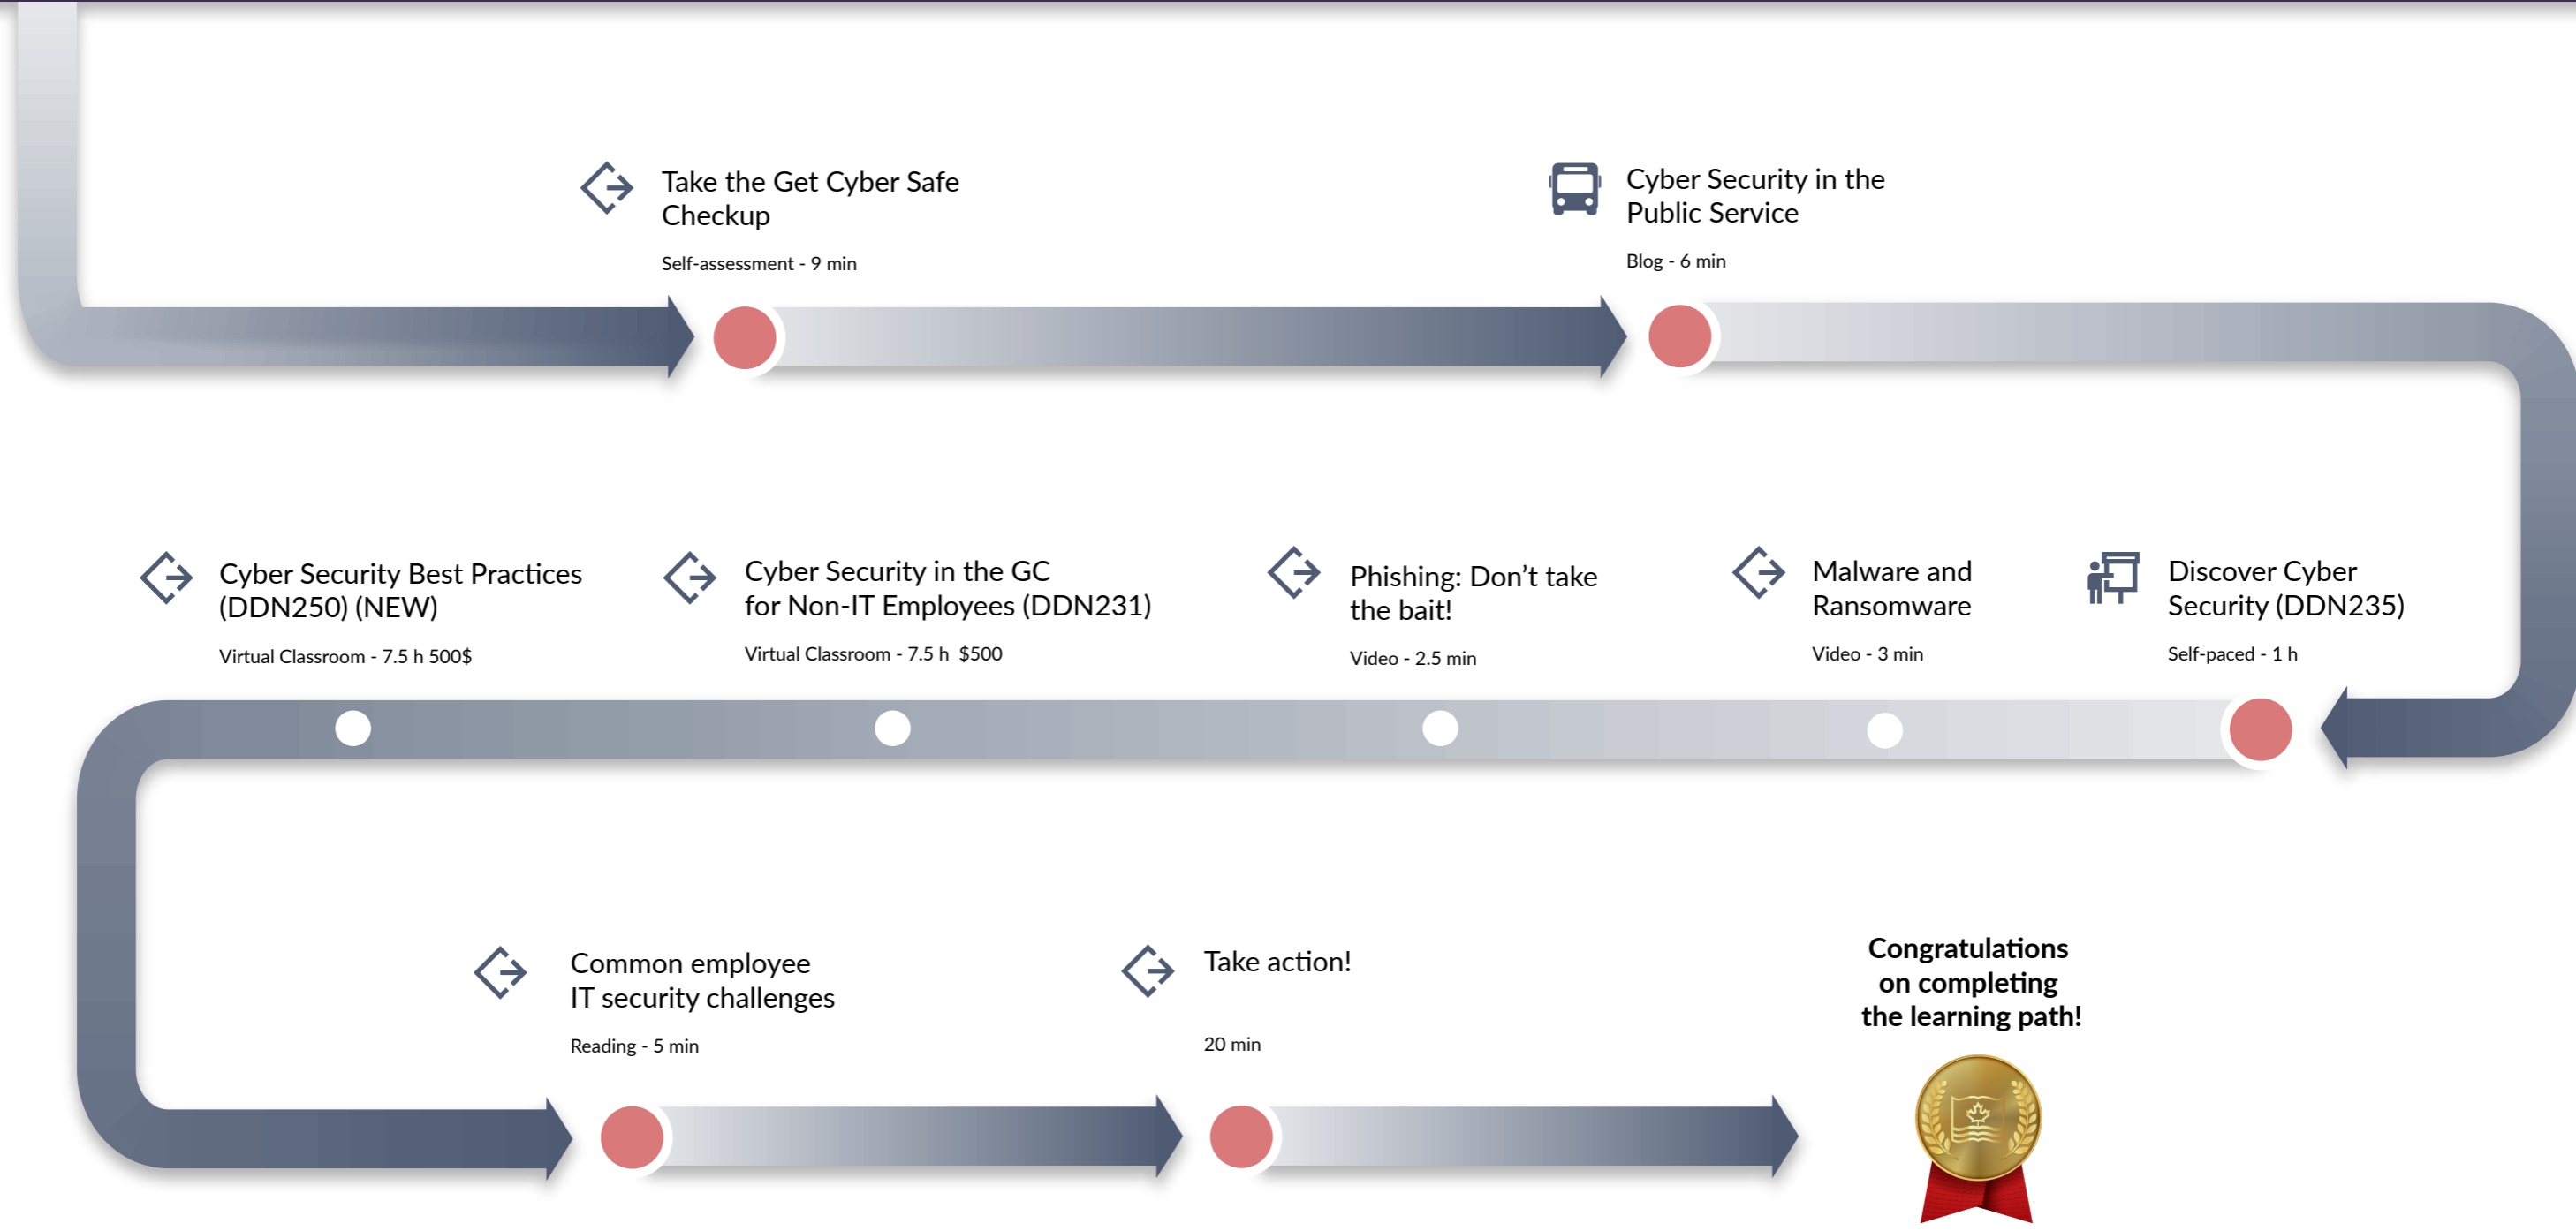 Take the Get Cyber Safe
Checkup
Self-assessment - 9 min
Cyber Security in the
Public Service
Blog - 6 min
Cyber Security Best Practices
(DDN250) (NEW)
Virtual Classroom - 7.5 h 500$
Cyber Security in the GC
for Non-IT Employees (DDN231)
Virtual Classroom - 7.5 h $500
Phishing: Don’t take
the bait!
Video - 2.5 min
Malware and
Ransomware
Video - 3 min
Discover Cyber
Security (DDN235)
Self-paced - 1 h
Common employee
IT security challenges
Reading - 5 min
Take action!
20 min
Congratulations
on completing
the learning path!